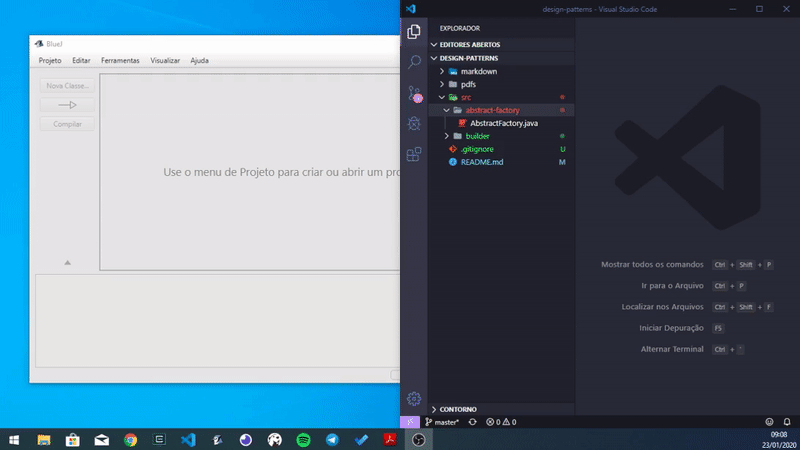 BlueJ
Projeto Editar Ferramentas Visualizar Ajuda
Nova Classe...
Compilar
Use o menu de Projeto para criar ou abrir um pro
design-patterns - Visual Studio Code
EXPLORADOR
EDITORES ABERTOS
DESIGN-PATTERNS
markdown
pdfs
src
abstract-factory
AbstractFactory.java
builder
.gitignore U
README.md M
CONTORNO
Mostrar todos os comandos Ctrl + Shift + P
Ir para o Arquivo Ctrl + P
Localizar nos Arquivos Ctrl + Shift + F
Iniciar Depuração F5
Alternar Terminal Ctrl + '
master* 0 0
09:08
23/01/2020